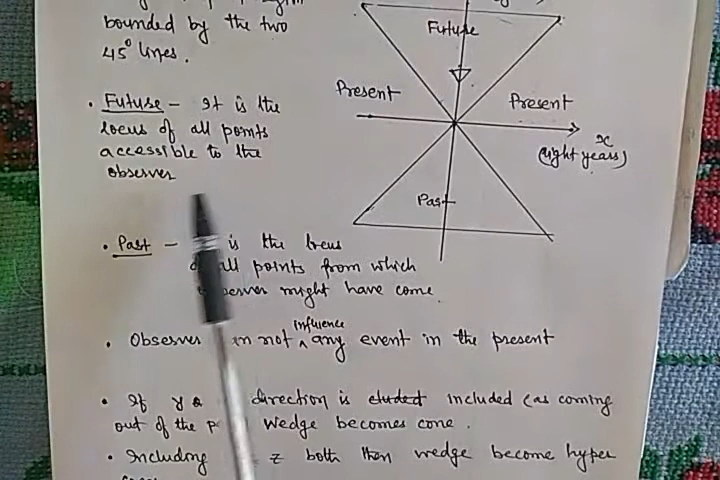 bounded by the two
45° lines.
Future
Present
Present
x
(light years)
Past
• Future - It is the
locus of all points
accessible to the
observer
• Past - is the locus
all points from which
might have come
influence
• Observer not ^ any event in the present
• If y direction is included (as coming
out of the wedge becomes cone.
• Including z both then wedge become hyper